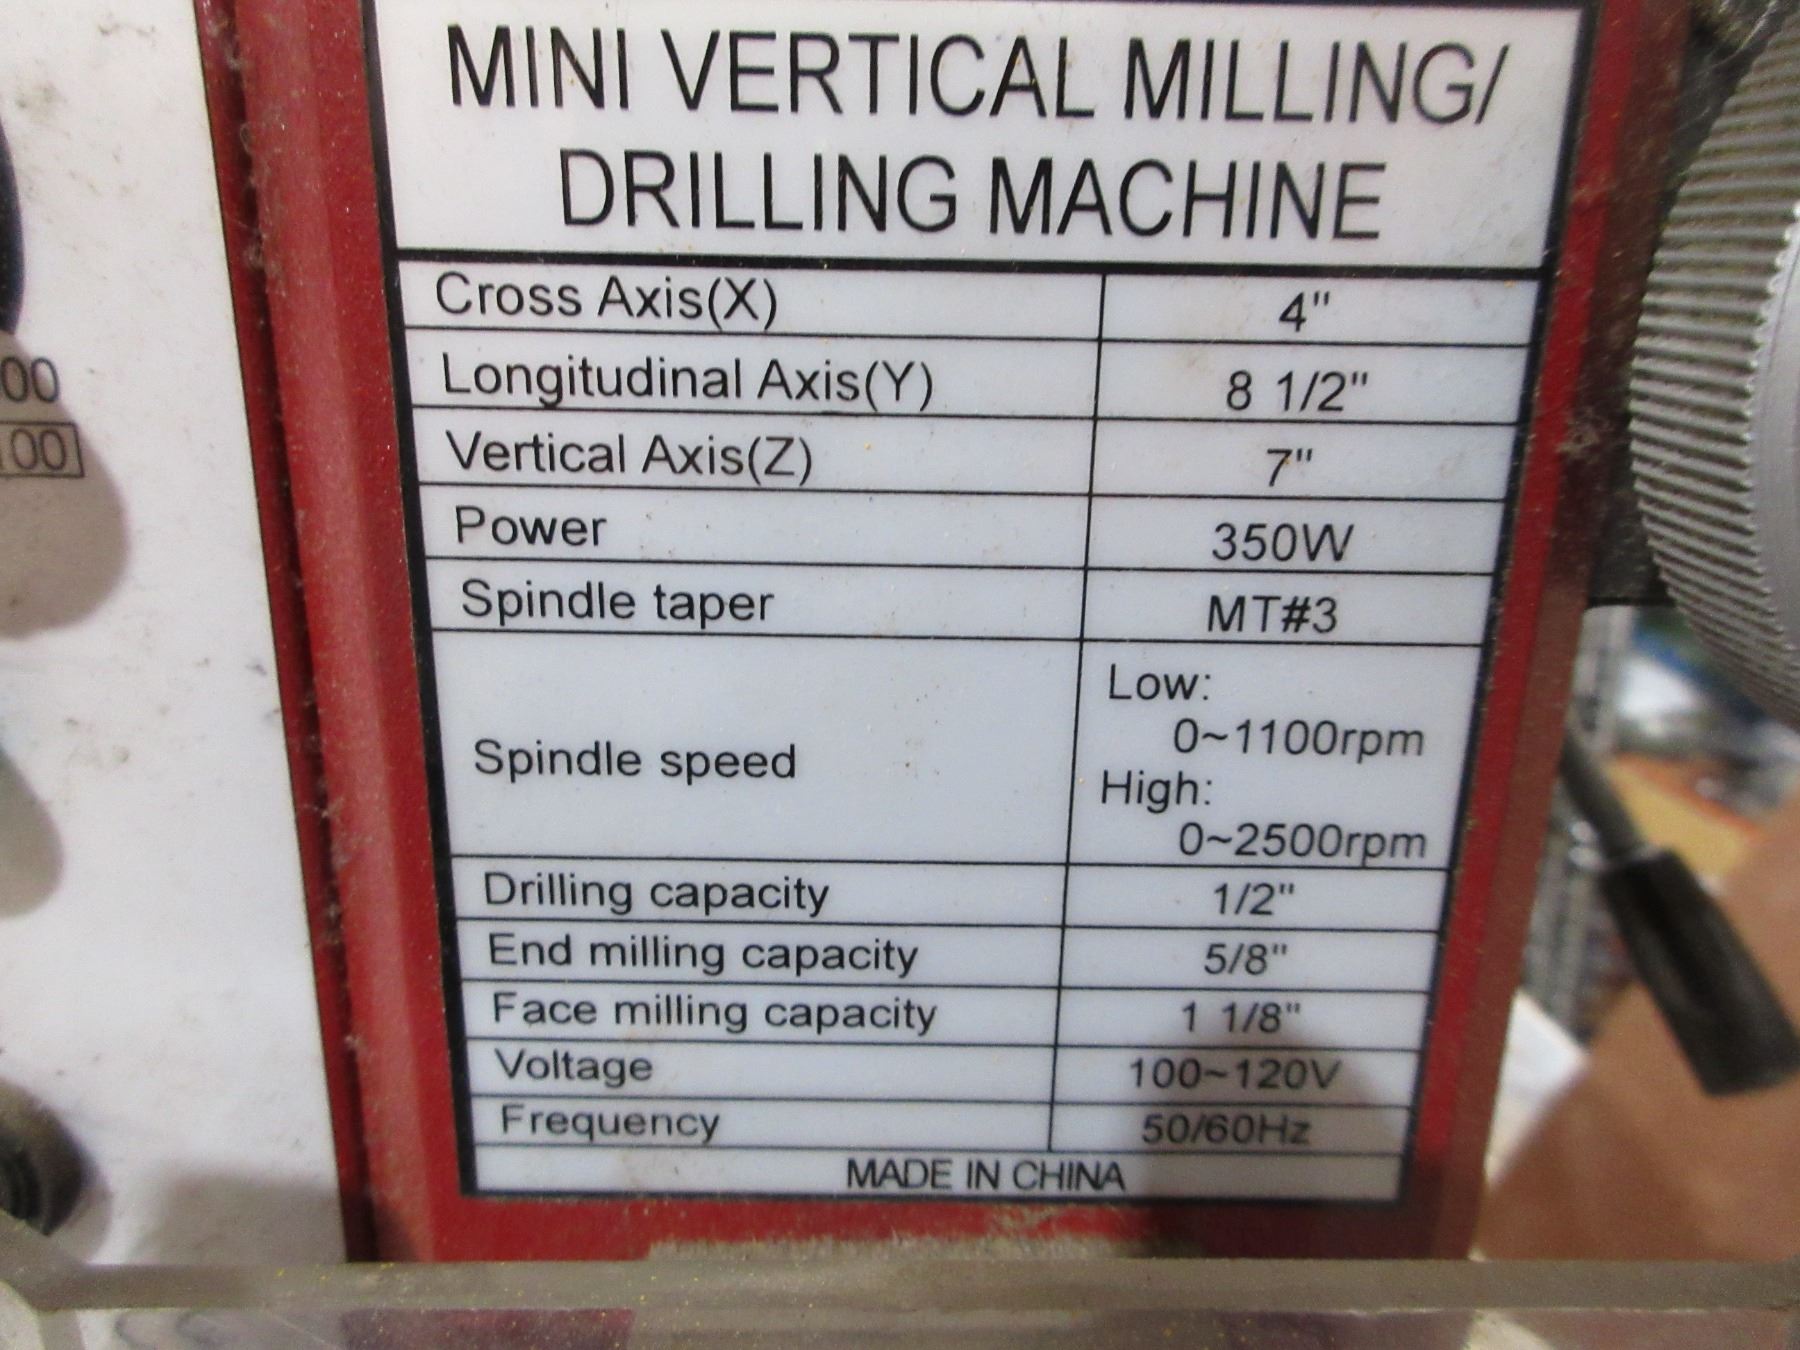 MINI VERTICAL MILLING/
DRILLING MACHINE
Cross Axis(X) 4"
Longitudinal Axis(Y) 8 1/2"
Vertical Axis(Z) 7"
Power 350W
Spindle taper MT#3
Spindle speed
Low:
0~1100rpm
High:
0~2500rpm
Drilling capacity 1/2"
End milling capacity 5/8"
Face milling capacity 1 1/8"
Voltage 100~120V
Frequency 50/60Hz
MADE IN CHINA